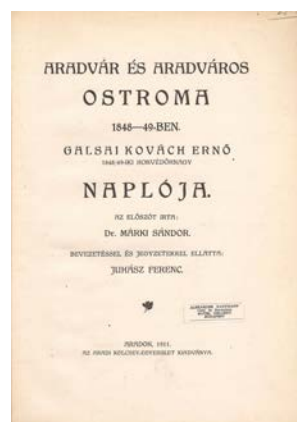 ARADVÁR ÉS ARADVÁROS
OSTROMA
1848—49-BEN.
GALSAI KOVÁCH ERNŐ
1848/49-IKI HONVÉDŐRNAGY
NAPLÓJA.
AZ ELŐSZÓT IRTA:
Dr. MÁRKI SÁNDOR.
BEVEZETÉSSEL ÉS JEGYZETEKKEL ELLÁTTA:
JUHÁSZ FERENC.
ARADON, 1911.
AZ ARADI KÖLCSEY-EGYESÜLET KIADVÁNYA.